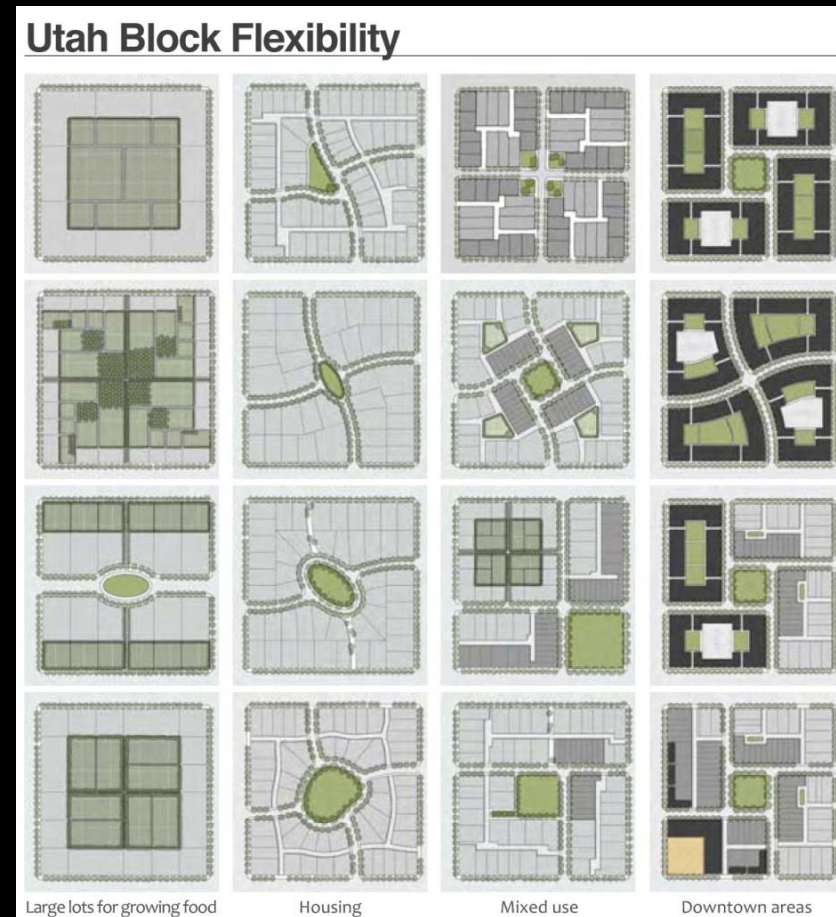 Utah Block Flexibility
Large lots for growing food
Housing
Mixed use
Downtown areas